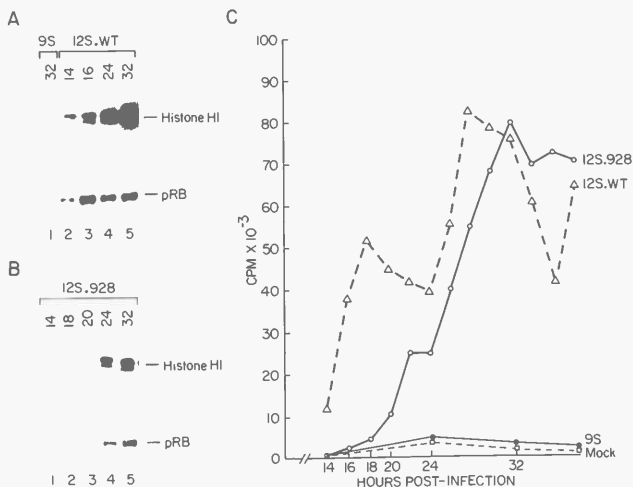 A
9S 12S.WT
32 14 16 24 32
Histone HI
pRB
1 2 3 4 5
B
12S.928
14 18 20 24 32
Histone HI
pRB
1 2 3 4 5
C
100
90
80
70
60
50
40
30
20
10
0
CPM X 10-3
12S.928
12S.WT
9S
Mock
14 16 18 20 24 32
HOURS POST-INFECTION